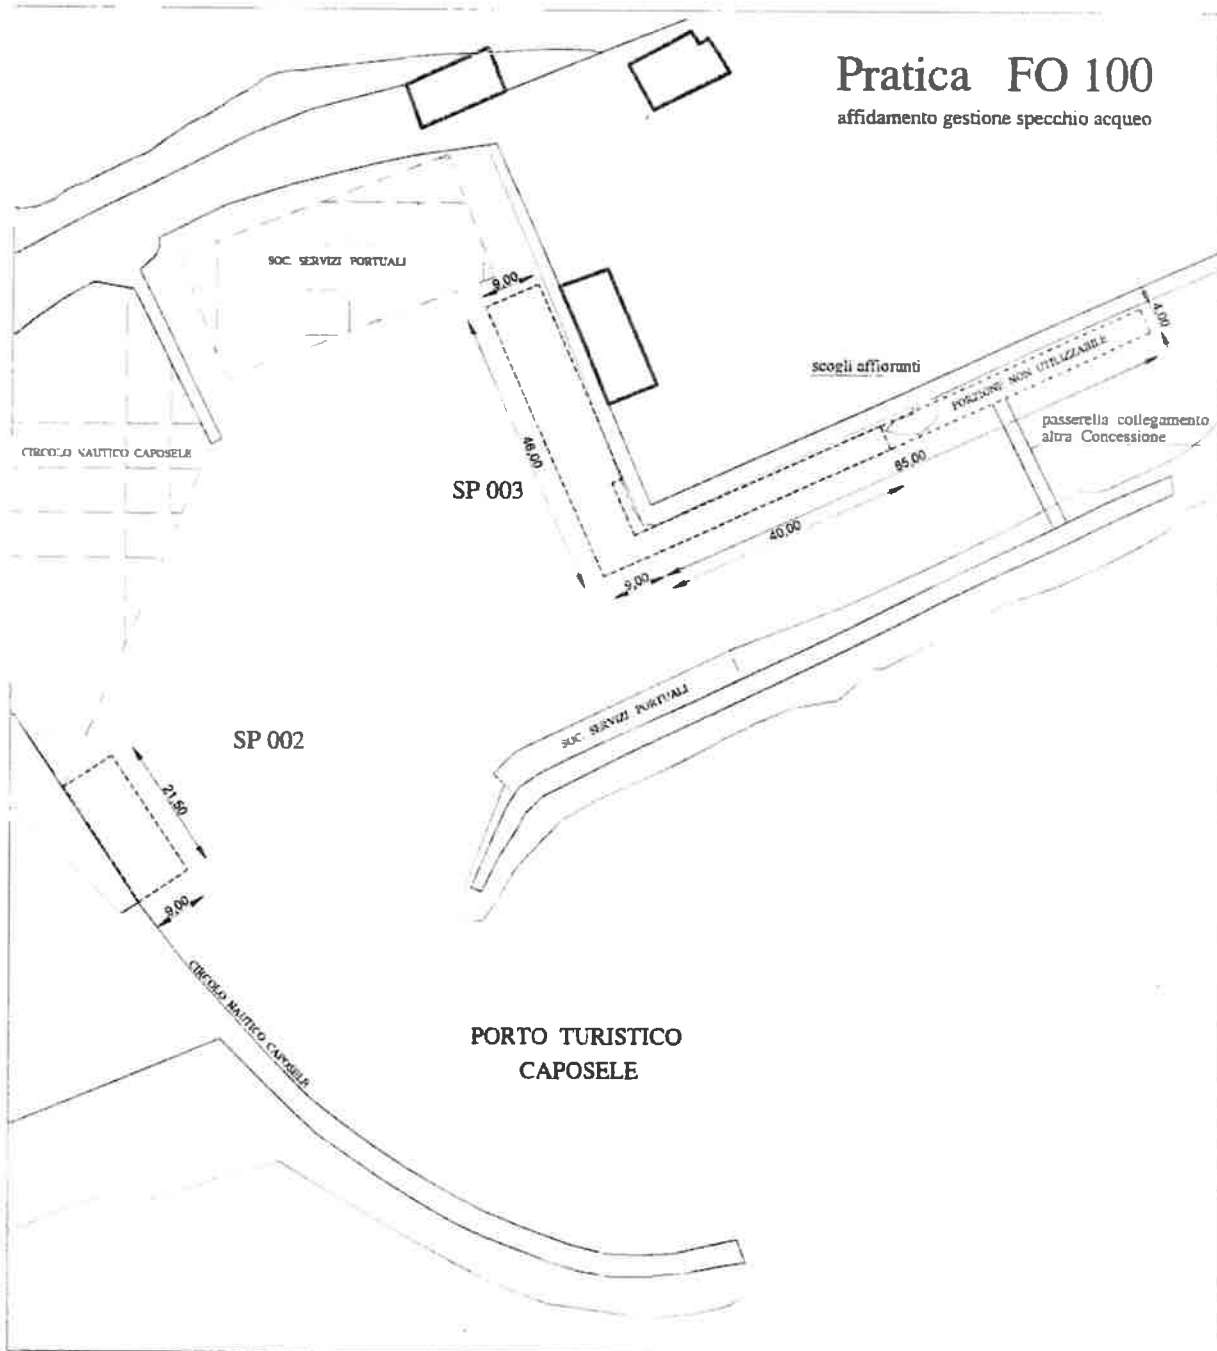 Pratica FO 100
affidamento gestione specchio acqueo
SOC. SERVIZI PORTUALI
9,00
4,00
scogli affioranti
PORZIONE NON UTILIZZABILE
passerella collegamento
altra Concessione
CIRCOLO NAUTICO CAPOSELE
46,00
85,00
SP 003
40,00
9,00
SOC. SERVIZI PORTUALI
SP 002
21,50
9,00
CIRCOLO NAUTICO CAPOSELE
PORTO TURISTICO
CAPOSELE